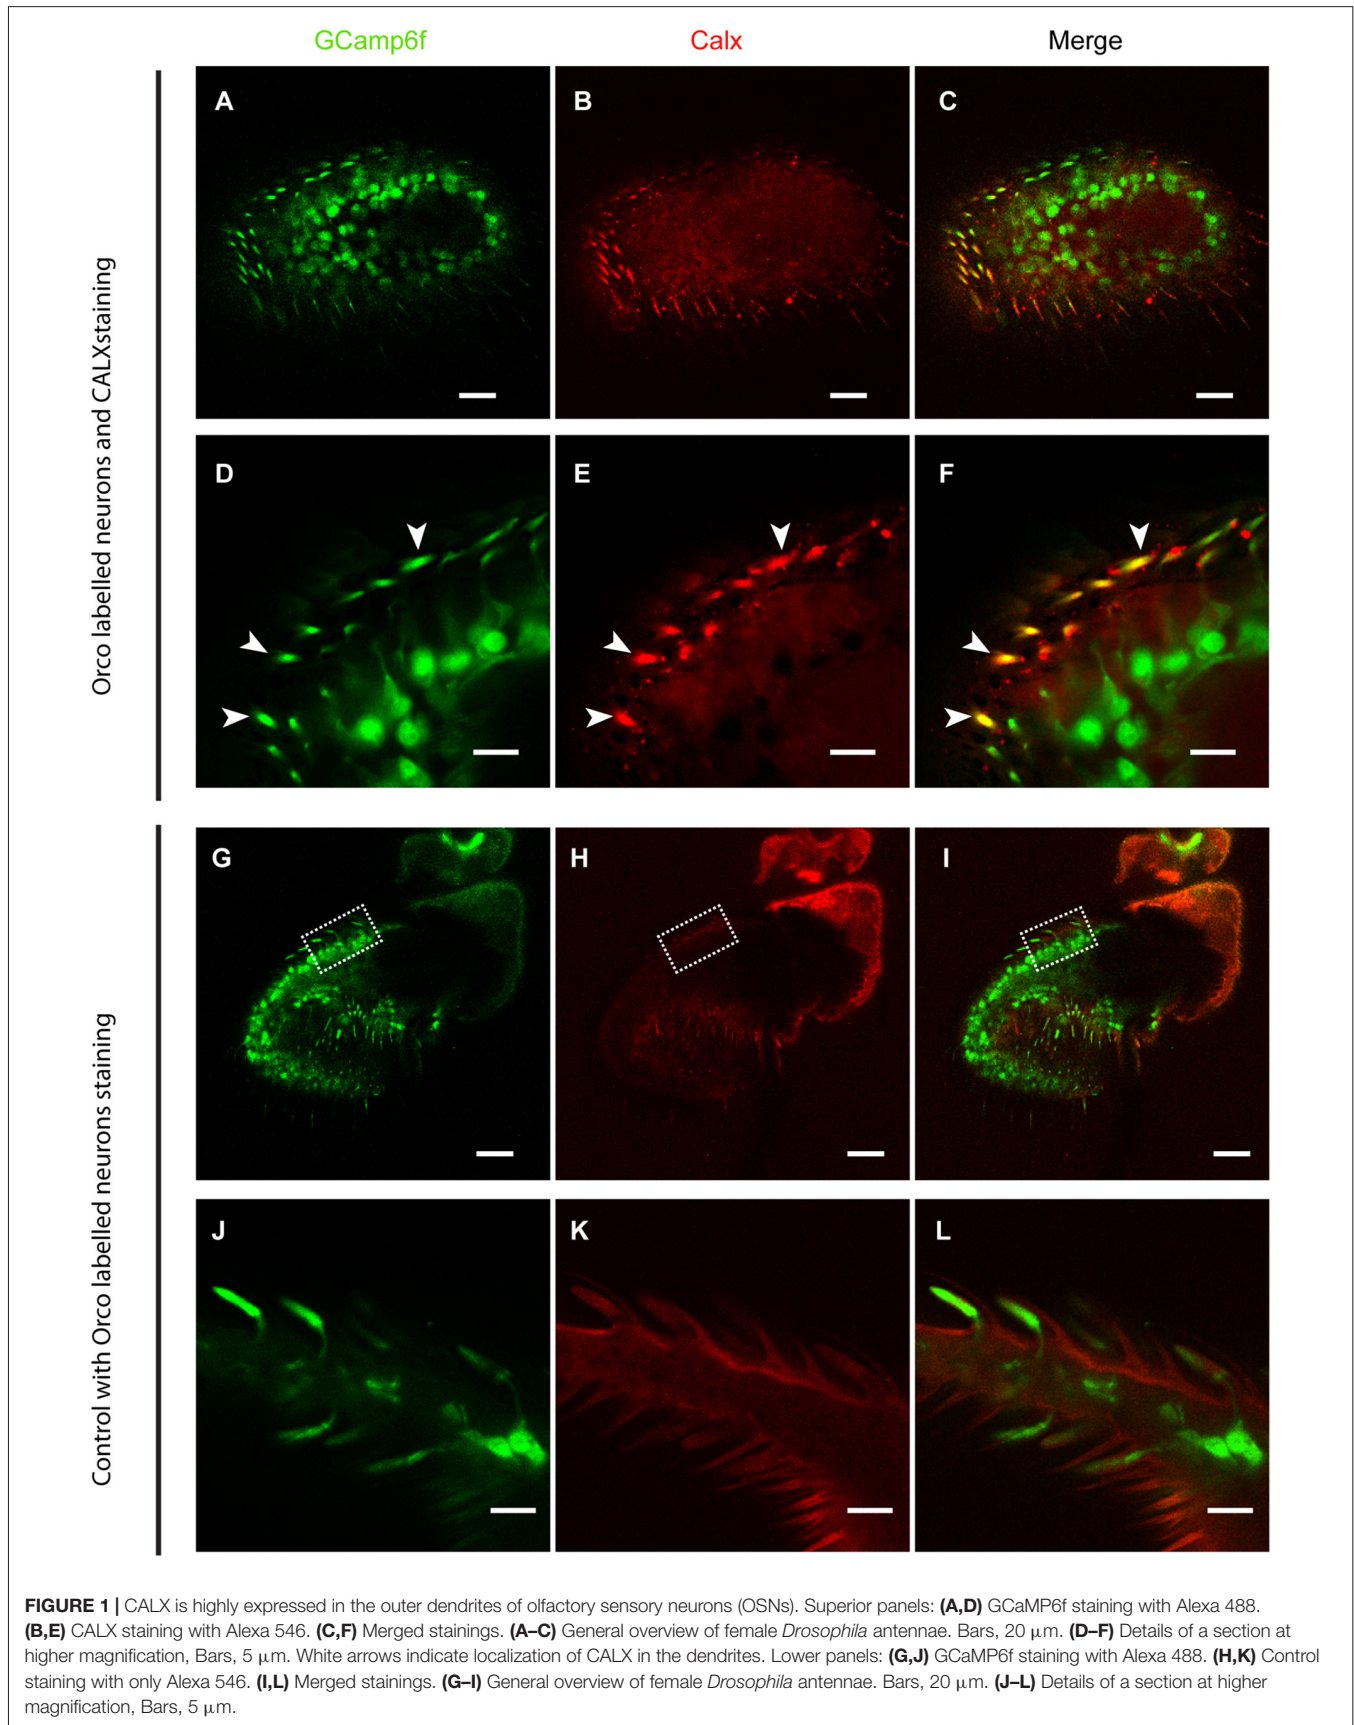 GCamp6f Calx Merge
A B C
Orco labelled neurons and CALXstaining
D E F
G H I
Control with Orco labelled neurons staining
J K L
FIGURE 1 | CALX is highly expressed in the outer dendrites of olfactory sensory neurons (OSNs). Superior panels: (A,D) GCaMP6f staining with Alexa 488.
(B,E) CALX staining with Alexa 546. (C,F) Merged stainings. (A–C) General overview of female Drosophila antennae. Bars, 20 μm. (D–F) Details of a section at
higher magnification, Bars, 5 μm. White arrows indicate localization of CALX in the dendrites. Lower panels: (G,J) GCaMP6f staining with Alexa 488. (H,K) Control
staining with only Alexa 546. (I,L) Merged stainings. (G–I) General overview of female Drosophila antennae. Bars, 20 μm. (J–L) Details of a section at higher
magnification, Bars, 5 μm.